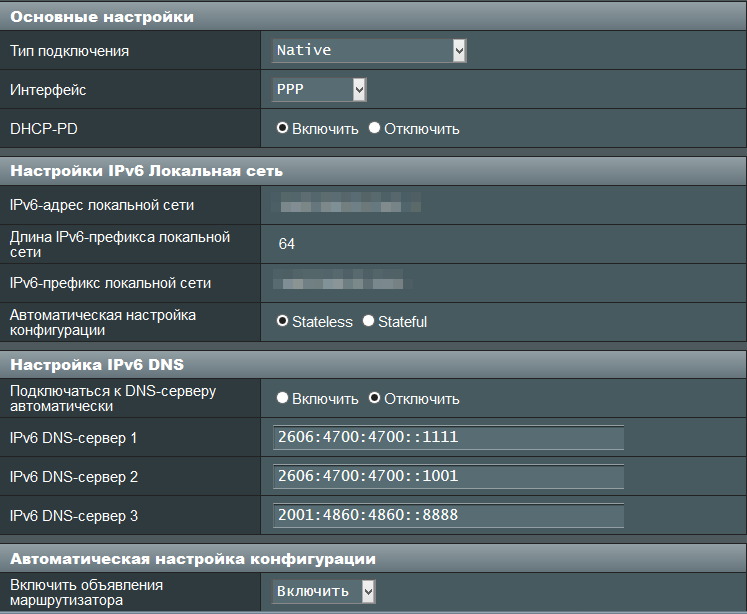 Основные настройки
Тип подключения
Native
Интерфейс
PPP
DHCP-PD
Включить Отключить
Настройки IPv6 Локальная сеть
IPv6-адрес локальной сети
Длина IPv6-префикса локальной
сети
64
IPv6-префикс локальной сети
Автоматическая настройка
конфигурации
Stateless Stateful
Настройка IPv6 DNS
Подключаться к DNS-серверу
автоматически
Включить Отключить
IPv6 DNS-сервер 1
2606:4700:4700::1111
IPv6 DNS-сервер 2
2606:4700:4700::1001
IPv6 DNS-сервер 3
2001:4860:4860::8888
Автоматическая настройка конфигурации
Включить объявления
маршрутизатора
Включить